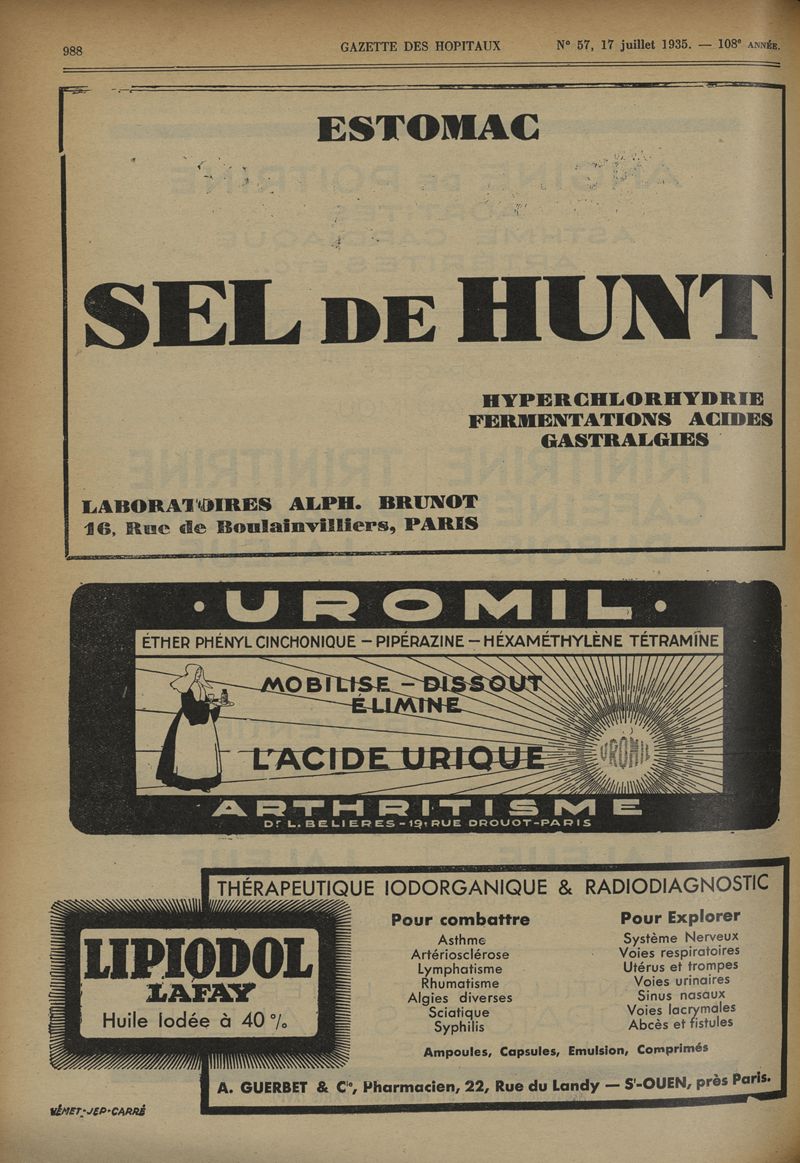 988
GAZETTE DES HOPITAUX
N° 57, 17 juillet 1935. — 108e ANNÉE.
ESTOMAC
SEL DE HUNT
HYPERCHLORHYDRIE
FERMENTATIONS ACIDES
GASTRALGIES
LABORATOIRES ALPH. BRUNOT
16, Rue de Boulainvilliers, PARIS
• UROMIL •
ÉTHER PHÉNYL CINCHONIQUE — PIPÉRAZINE — HÉXAMÉTHYLÈNE TÉTRAMÎNE
MOBILISE — DISSOUT
ÉLIMINE
L'ACIDE URIQUE
UROMIL
ARTHRITISME
Dr L. BELIERES - 19, RUE DROUOT - PARIS
THÉRAPEUTIQUE IODORGANIQUE & RADIODIAGNOSTIC
LIPIODOL
LAFAY
Huile Iodée à 40 %
Pour combattre
Asthme
Artériosclérose
Lymphatisme
Rhumatisme
Algies diverses
Sciatique
Syphilis
Pour Explorer
Système Nerveux
Voies respiratoires
Utérus et trompes
Voies urinaires
Sinus nasaux
Voies lacrymales
Abcès et fistules
Ampoules, Capsules, Emulsion, Comprimés
A. GUERBET & Cie, Pharmacien, 22, Rue du Landy — St-OUEN, près Paris.
VÉMET-JEP-CARRÉ